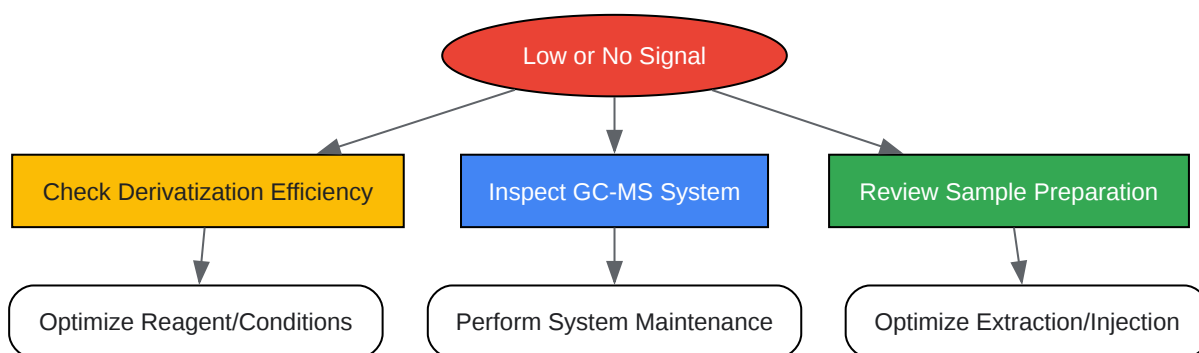 Low or No Signal
Check Derivatization Efficiency
Inspect GC-MS System
Review Sample Preparation
Optimize Reagent/Conditions
Perform System Maintenance
Optimize Extraction/Injection